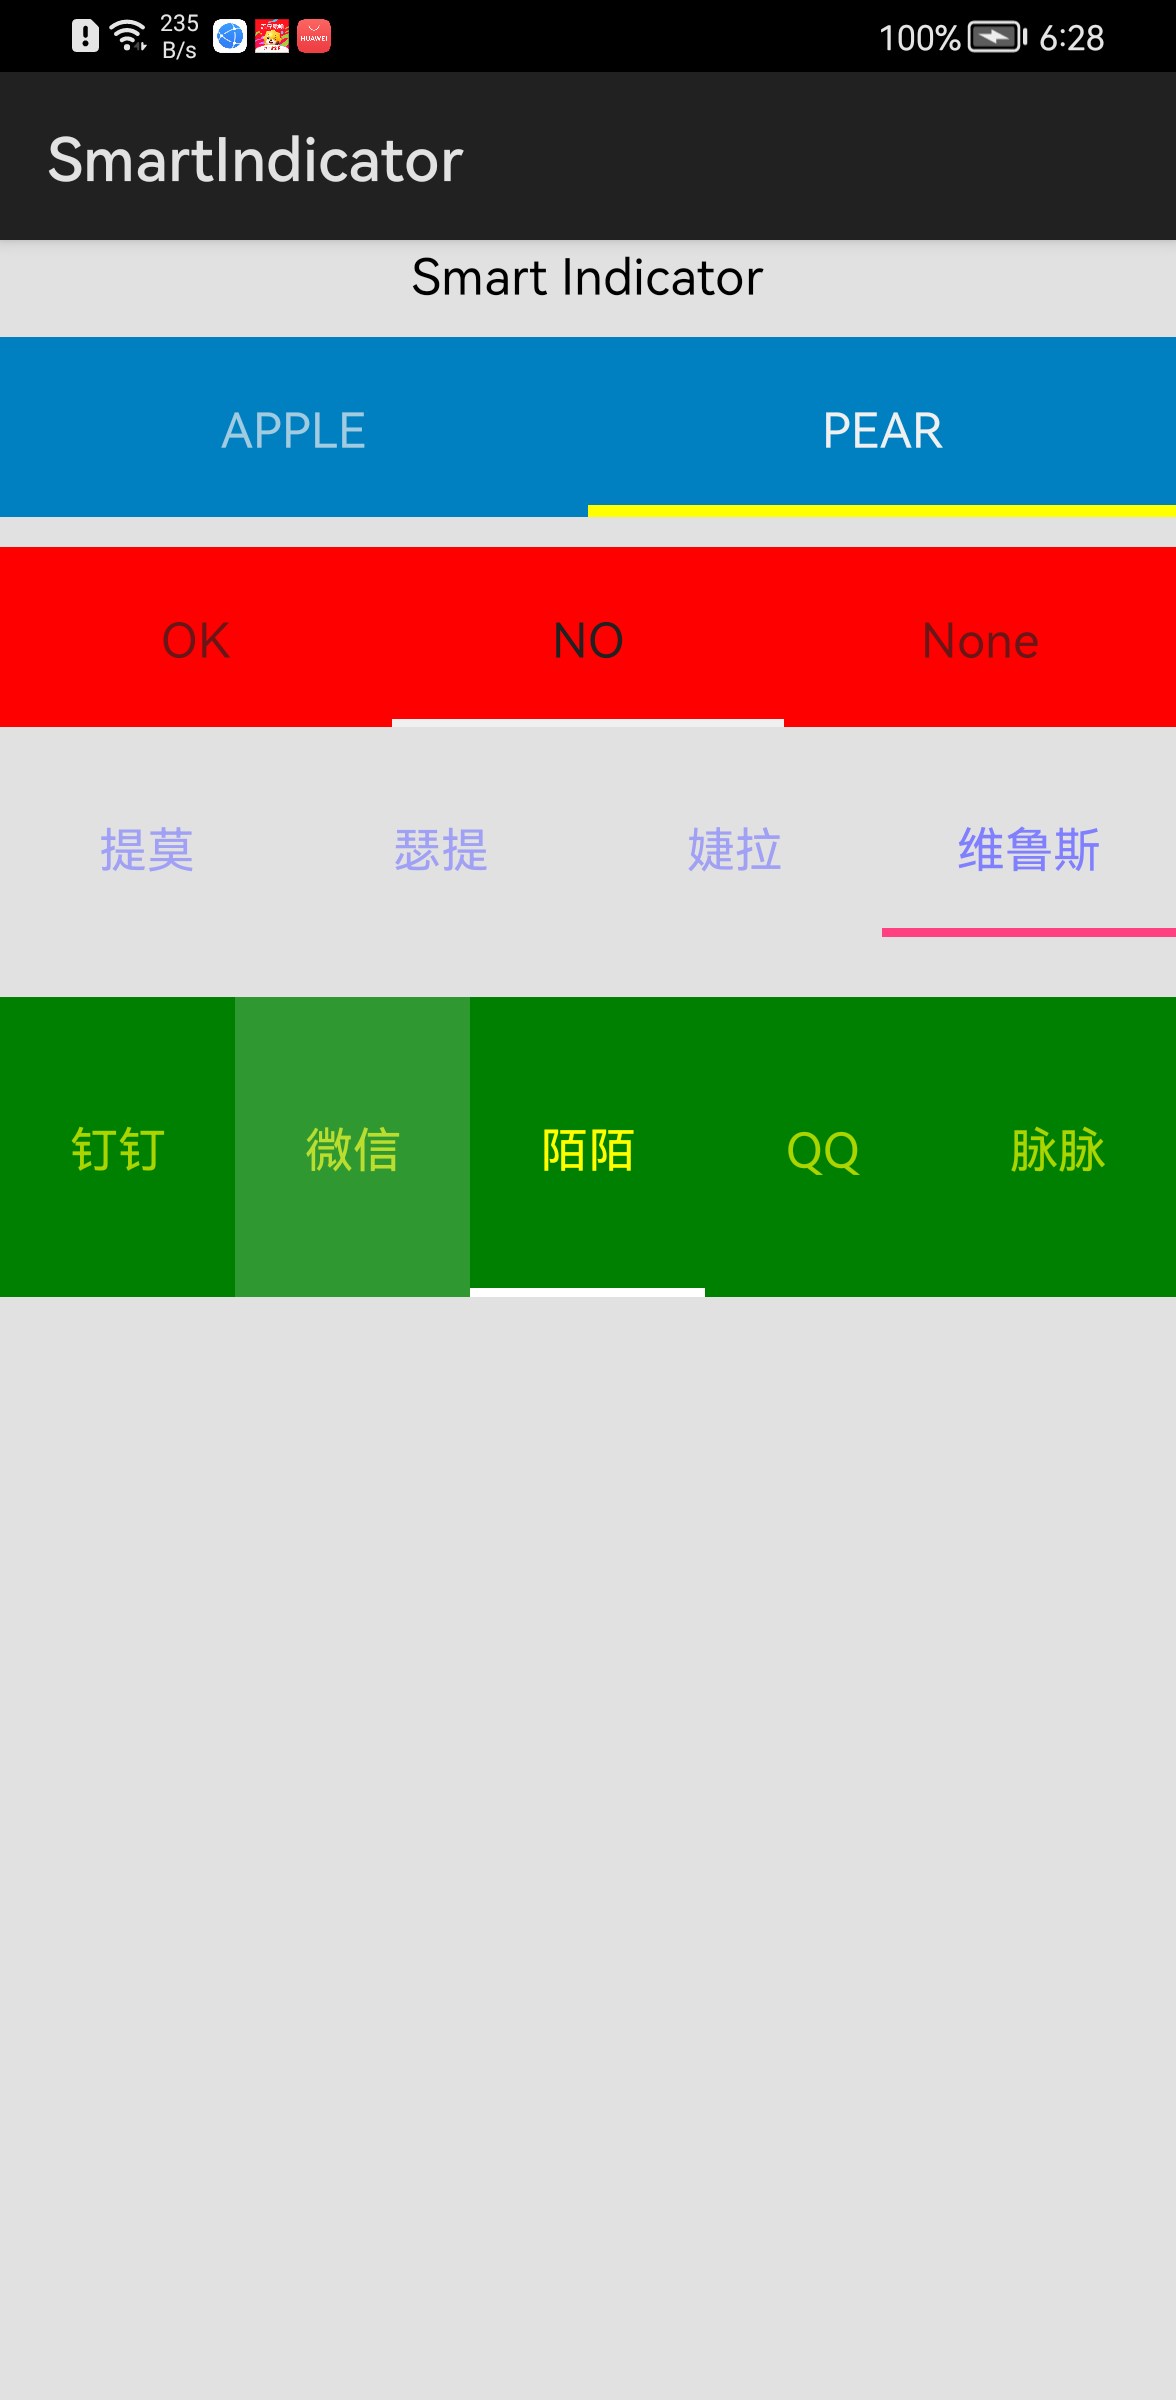 235
B/s
HUAWEI
100%
6:28
SmartIndicator
Smart Indicator
APPLE
PEAR
OK
NO
None
提莫
瑟提
婕拉
维鲁斯
钉钉
微信
陌陌
QQ
脉脉